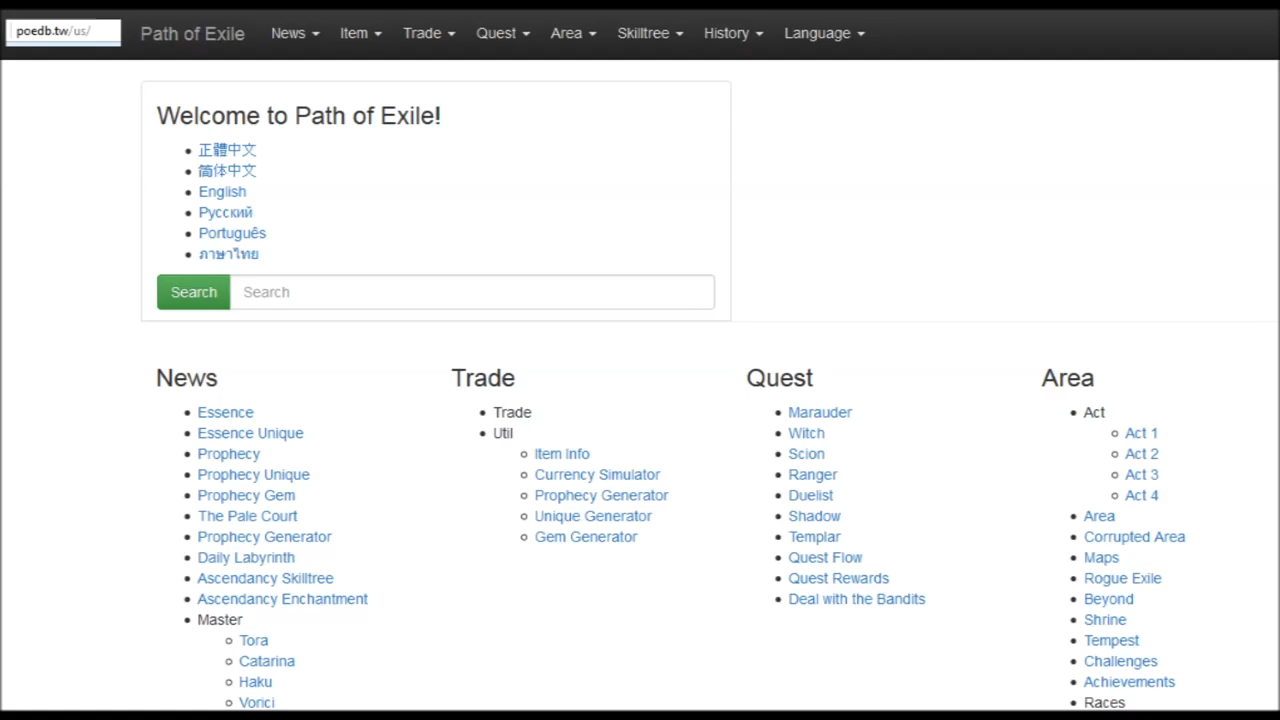 poedb.tw/us/
Path of Exile News Item Trade Quest Area Skilltree History Language
Welcome to Path of Exile!
正體中文
简体中文
English
Русский
Português
ภาษาไทย
Search Search
News
Essence
Essence Unique
Prophecy
Prophecy Unique
Prophecy Gem
The Pale Court
Prophecy Generator
Daily Labyrinth
Ascendancy Skilltree
Ascendancy Enchantment
Master
Tora
Catarina
Haku
Vorici
Trade
Trade
Util
Item Info
Currency Simulator
Prophecy Generator
Unique Generator
Gem Generator
Quest
Marauder
Witch
Scion
Ranger
Duelist
Shadow
Templar
Quest Flow
Quest Rewards
Deal with the Bandits
Area
Act
Act 1
Act 2
Act 3
Act 4
Area
Corrupted Area
Maps
Rogue Exile
Beyond
Shrine
Tempest
Challenges
Achievements
Races